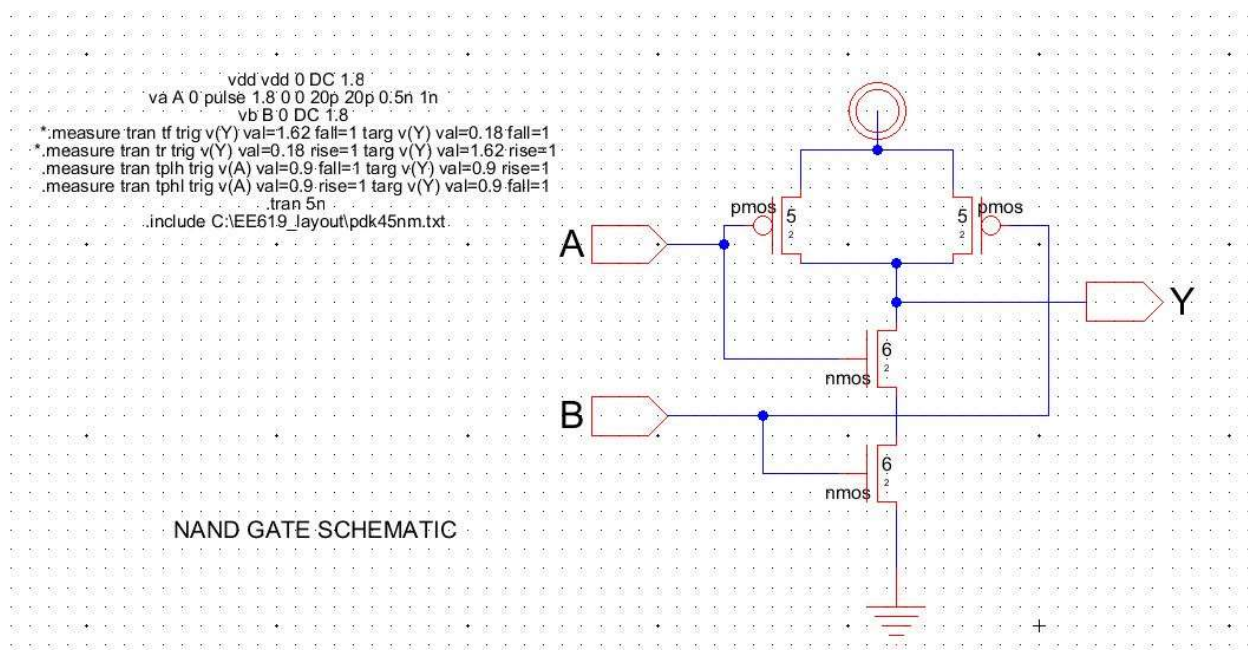 vdd vdd 0 DC 1.8
va A 0 pulse 1.8 0 0 20p 20p 0.5n 1n
vb B 0 DC 1.8
*.measure tran tf trig v(Y) val=1.62 fall=1 targ v(Y) val=0.18 fall=1
*.measure tran tr trig v(Y) val=0.18 rise=1 targ v(Y) val=1.62 rise=1
.measure tran tplh trig v(A) val=0.9 fall=1 targ v(Y) val=0.9 rise=1
.measure tran tphl trig v(A) val=0.9 rise=1 targ v(Y) val=0.9 fall=1
.tran 5n
.include C:\EE619_layout\pdk45nm.txt
pmos
5
2
5
2
pmos
A
Y
6
2
nmos
B
6
2
nmos
NAND GATE SCHEMATIC